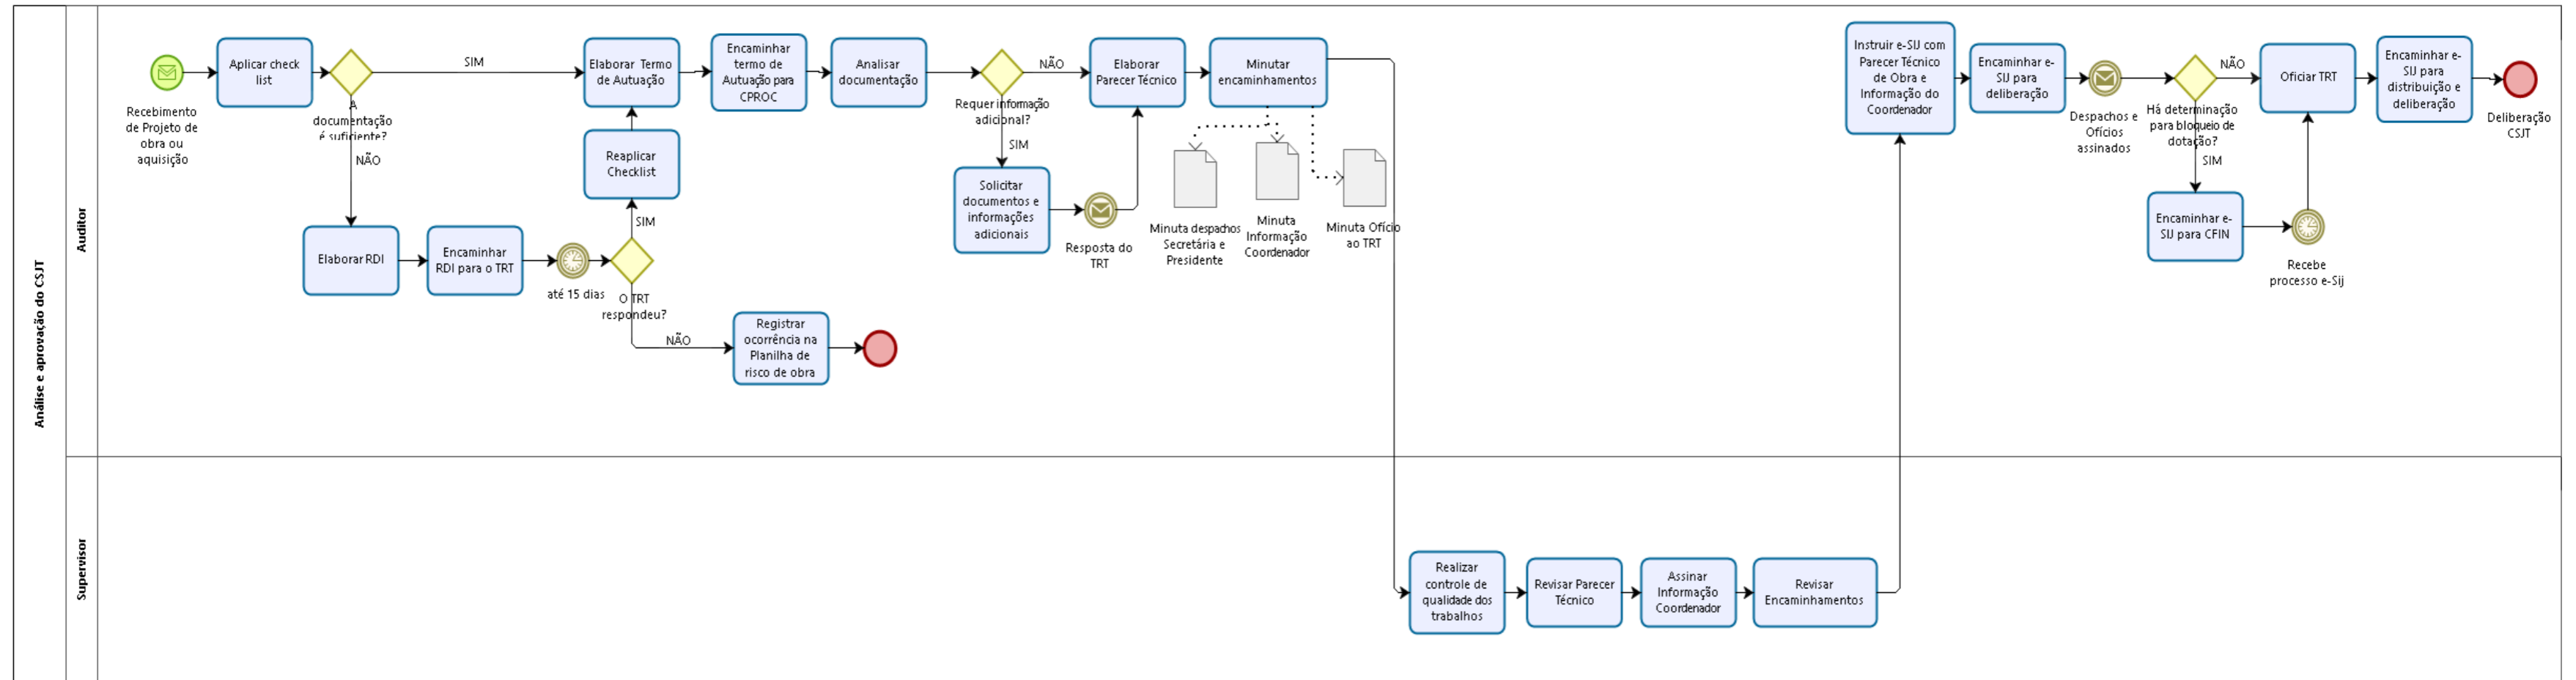 Análise e aprovação do CSJT
Auditor
Supervisor
Recebimento
de Projeto de
obra ou
aquisição
Aplicar check
list
A
documentação
é suficiente?
SIM
NÃO
Elaborar RDI
Encaminhar
RDI para o TRT
até 15 dias
O TRT
respondeu?
SIM
NÃO
Reaplicar
Checklist
Registrar
ocorrência na
Planilha de
risco de obra
Elaborar Termo
de Autuação
Encaminhar
termo de
Autuação para
CPROC
Analisar
documentação
Requer informação
adicional?
NÃO
SIM
Solicitar
documentos e
informações
adicionais
Resposta do
TRT
Elaborar
Parecer Técnico
Minutar
encaminhamentos
Minuta despachos
Secretária e
Presidente
Minuta
Informação
Coordenador
Minuta Ofício
ao TRT
Realizar
controle de
qualidade dos
trabalhos
Revisar Parecer
Técnico
Assinar
Informação
Coordenador
Revisar
Encaminhamentos
Instruir e-SIJ com
Parecer Técnico
de Obra e
Informação do
Coordenador
Encaminhar e-
SIJ para
deliberação
Despachos e
Ofícios
assinados
Há determinação
para bloqueio de
dotação?
NÃO
SIM
Encaminhar e-
SIJ para CFIN
Recebe
processo e-Sij
Oficiar TRT
Encaminhar e-
SIJ para
distribuição e
deliberação
Deliberação
CSJT